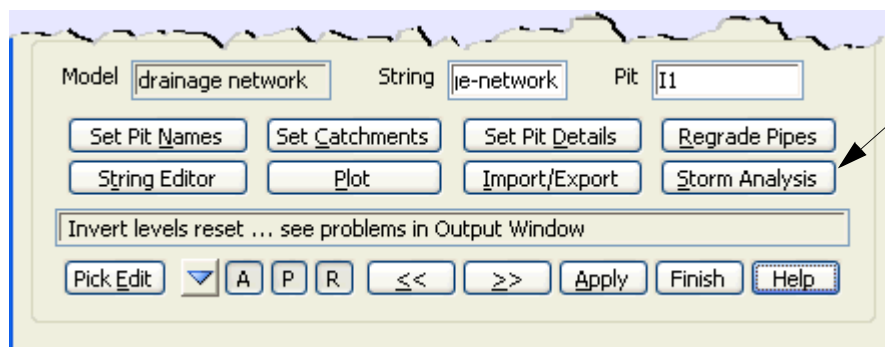 Model drainage network String ge-network Pit I1
Set Pit Names Set Catchments Set Pit Details Regrade Pipes
String Editor Plot Import/Export Storm Analysis
Invert levels reset ... see problems in Output Window
Pick Edit A P R << >> Apply Finish Help